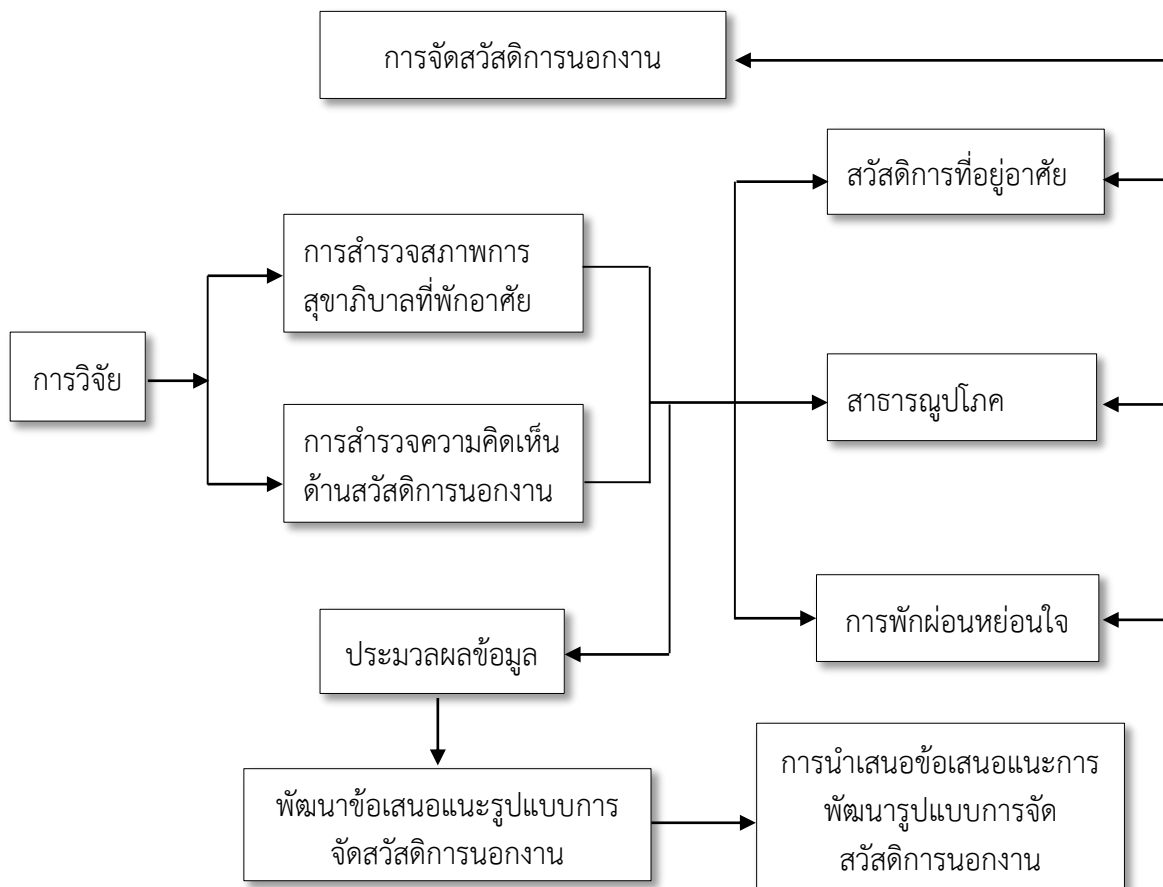 การจัดสวัสดิการนอกงาน
สวัสดิการที่อยู่อาศัย
การสำรวจสภาพการ
สุขาภิบาลที่พักอาศัย
การวิจัย
สาธารณูปโภค
การสำรวจความคิดเห็น
ด้านสวัสดิการนอกงาน
การพักผ่อนหย่อนใจ
ประมวลผลข้อมูล
พัฒนาข้อเสนอแนะรูปแบบการ
จัดสวัสดิการนอกงาน
การนำเสนอข้อเสนอแนะการ
พัฒนารูปแบบการจัด
สวัสดิการนอกงาน